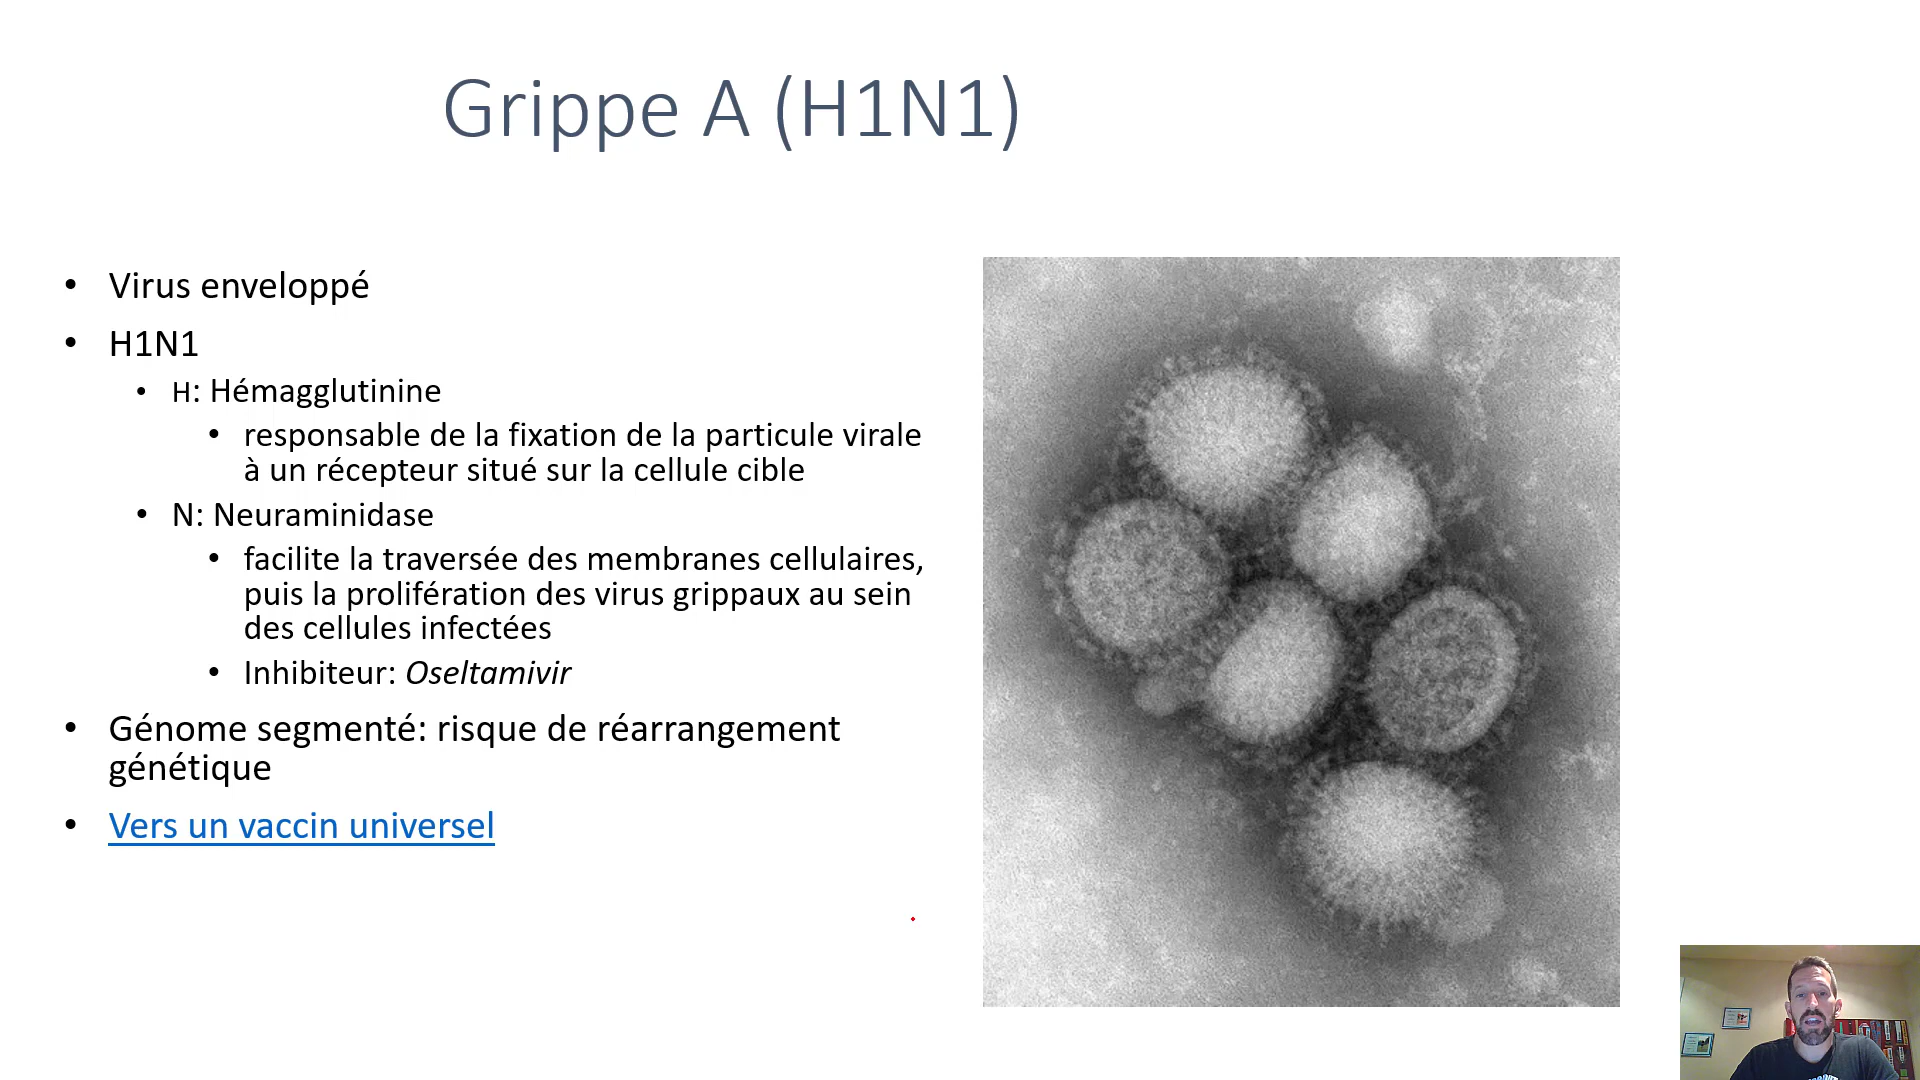 Grippe A (H1N1)
• Virus enveloppé
• H1N1
• H: Hémagglutinine
• responsable de la fixation de la particule virale
à un récepteur situé sur la cellule cible
• N: Neuraminidase
• facilite la traversée des membranes cellulaires,
puis la prolifération des virus grippaux au sein
des cellules infectées
• Inhibiteur: Oseltamivir
• Génome segmenté: risque de réarrangement
génétique
• Vers un vaccin universel